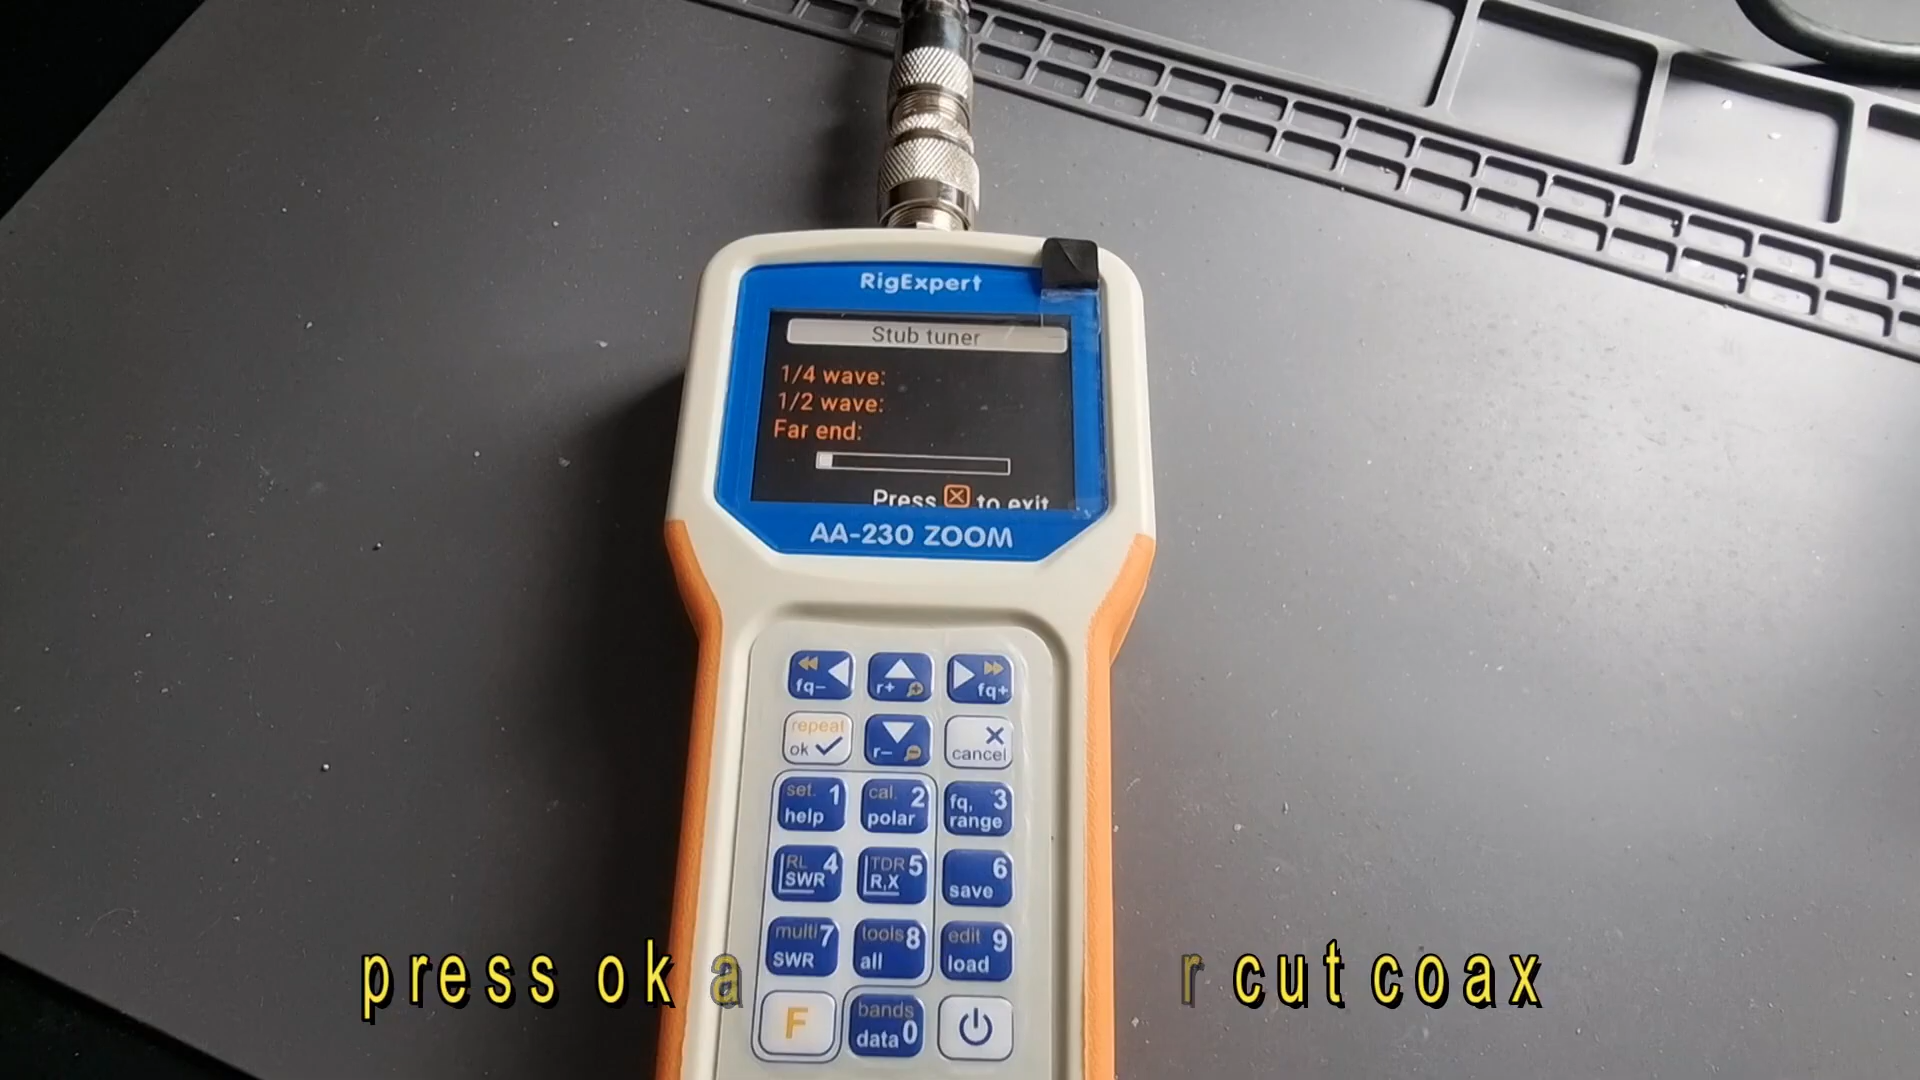 RigExpert
Stub tuner
1/4 wave:
1/2 wave:
Far end:
Press to exit
AA-230 ZOOM
fq- r+ fq+
repeat
ok r- cancel
set. 1 cal. 2 fq. 3
help polar range
RL 4 TDR 5 6
SWR R,X save
multi 7 tools 8 edit 9
SWR all load
press ok a r cut coax
F bands
data 0